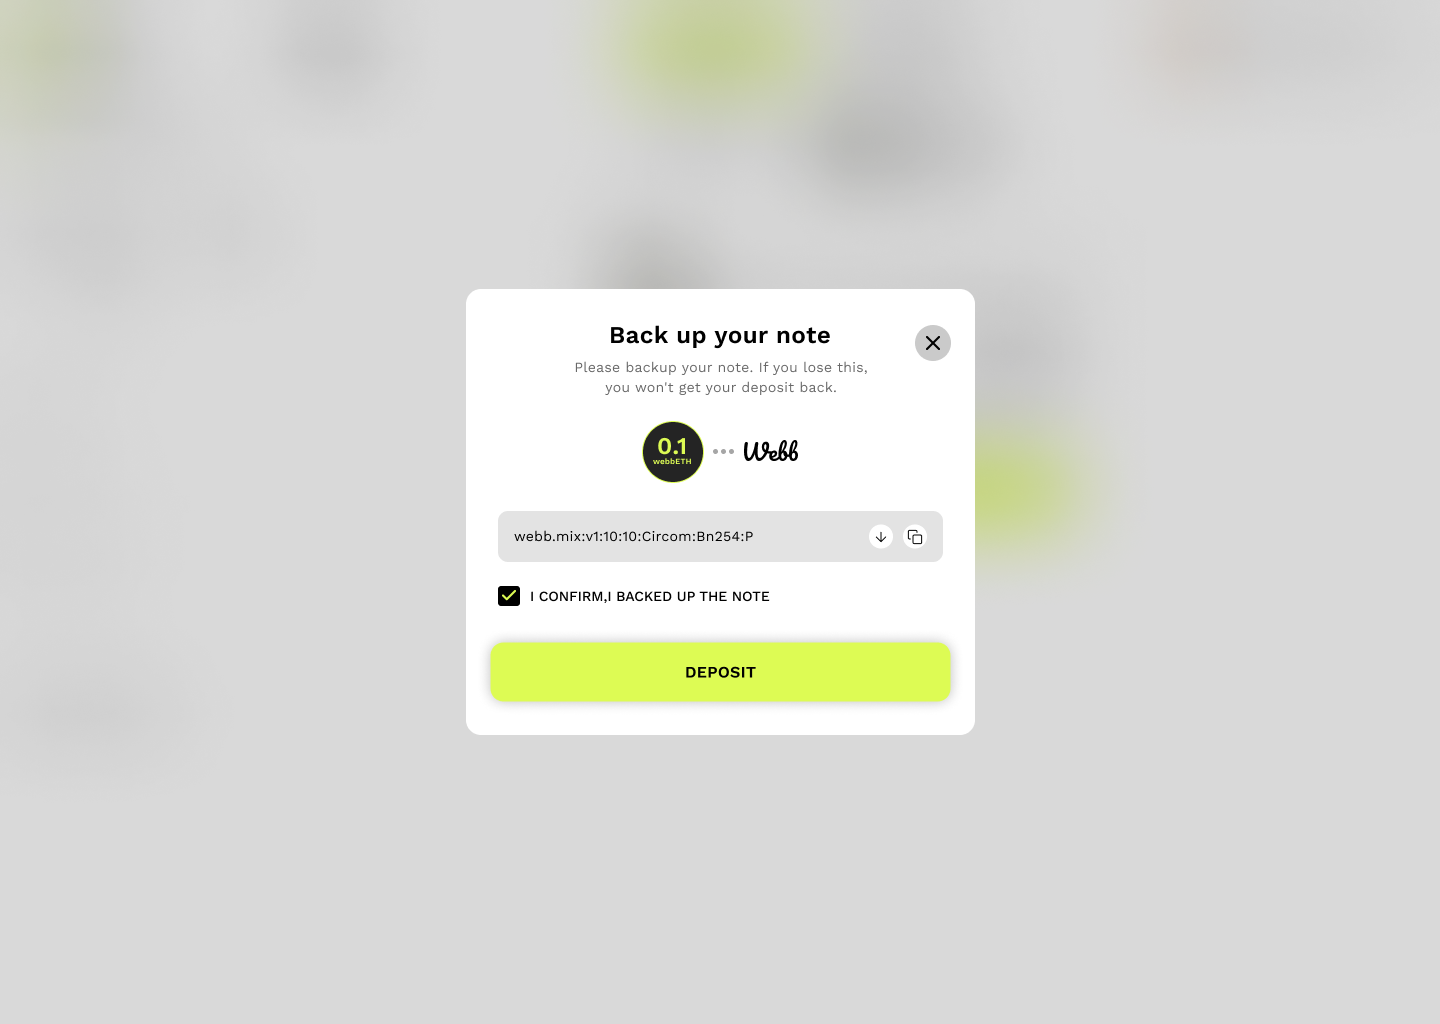 Back up your note
Please backup your note. If you lose this,
you won't get your deposit back.
0.1
webbETH
Webb
webb.mix:v1:10:10:Circom:Bn254:P
I CONFIRM,I BACKED UP THE NOTE
DEPOSIT